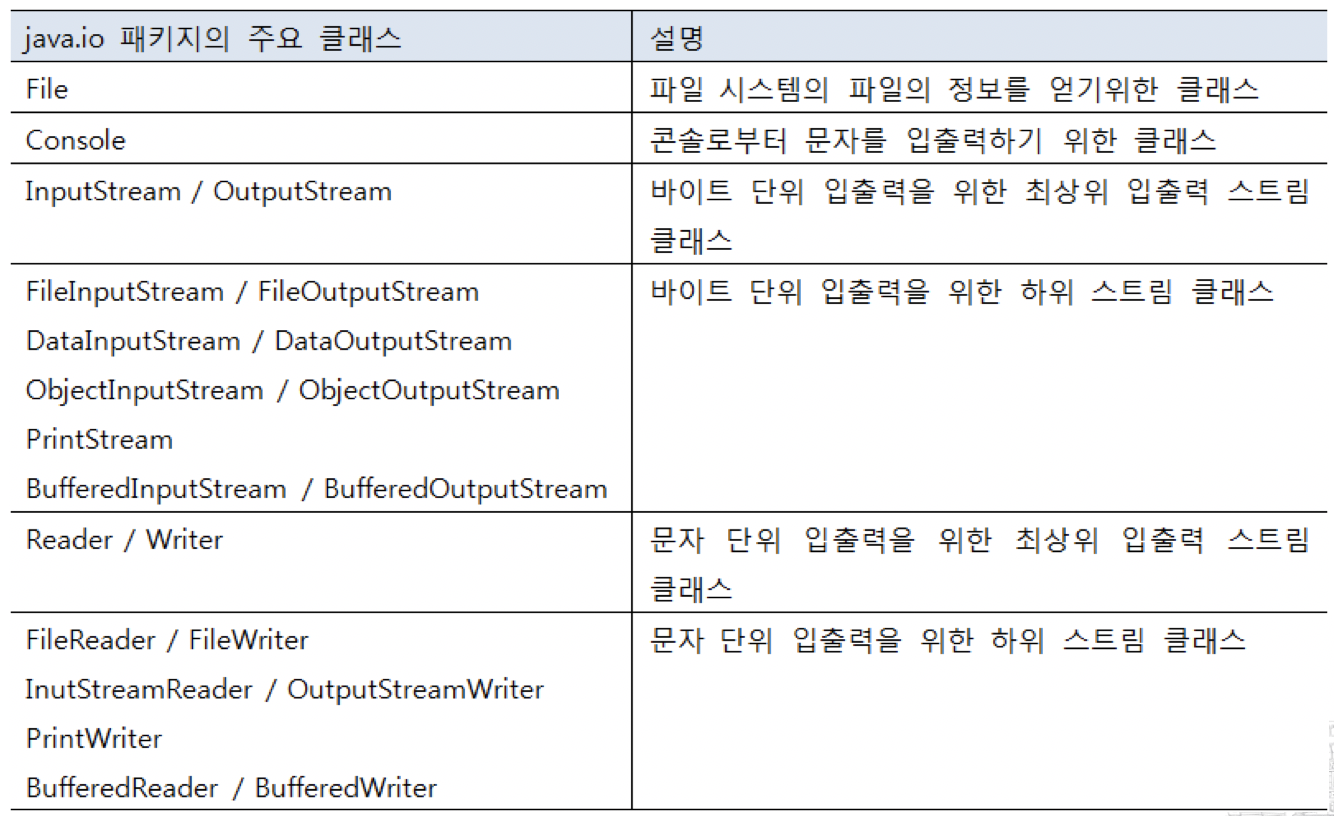 java.io 패키지의 주요 클래스
설명
File
파일 시스템의 파일의 정보를 얻기위한 클래스
Console
콘솔로부터 문자를 입출력하기 위한 클래스
InputStream / OutputStream
바이트 단위 입출력을 위한 최상위 입출력 스트림
클래스
FileInputStream / FileOutputStream
DataInputStream / DataOutputStream
ObjectInputStream / ObjectOutputStream
PrintStream
BufferedInputStream / BufferedOutputStream
바이트 단위 입출력을 위한 하위 스트림 클래스
Reader / Writer
문자 단위 입출력을 위한 최상위 입출력 스트림
클래스
FileReader / FileWriter
InutStreamReader / OutputStreamWriter
PrintWriter
BufferedReader / BufferedWriter
문자 단위 입출력을 위한 하위 스트림 클래스